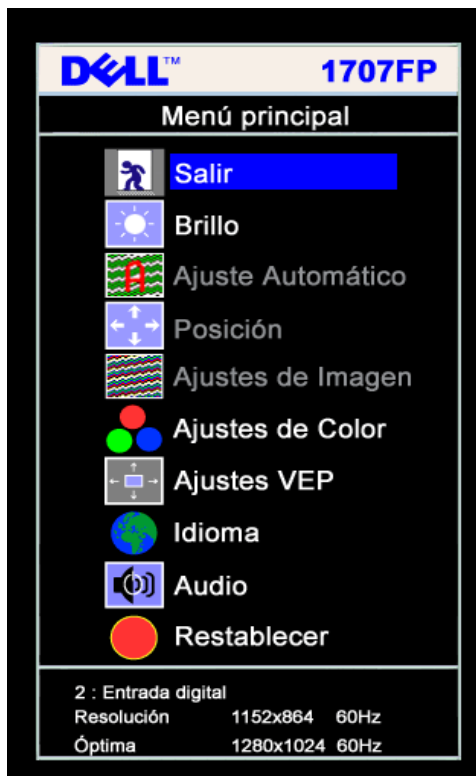 DELL™ 1707FP
Menú principal
Salir
Brillo
Ajuste Automático
Posición
Ajustes de Imagen
Ajustes de Color
Ajustes VEP
Idioma
Audio
Restablecer
2 : Entrada digital
Resolución 1152x864 60Hz
Óptima 1280x1024 60Hz